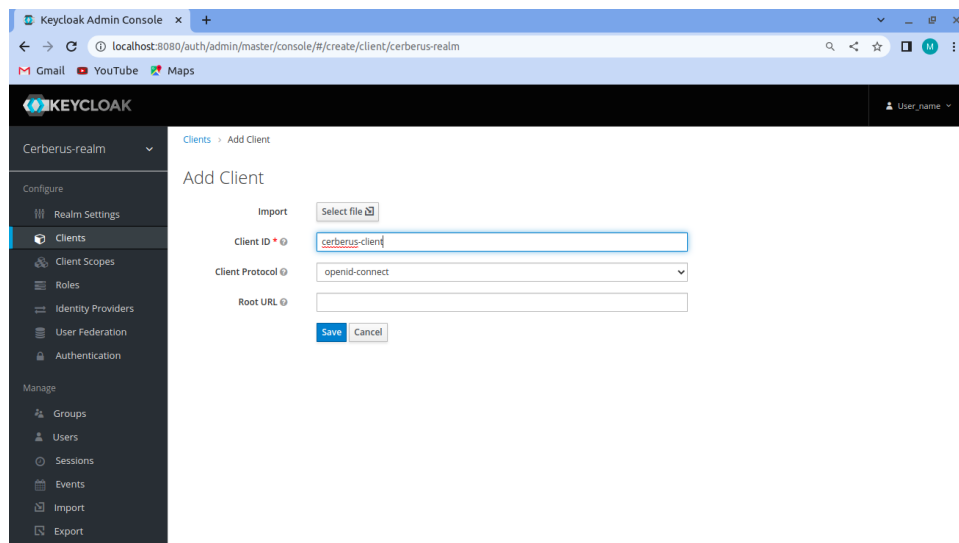 Keycloak Admin Console
localhost:8080/auth/admin/master/console/#/create/client/cerberus-realm
M
Gmail YouTube Maps
KEYCLOAK
User_name
Cerberus-realm
Configure
Realm Settings
Clients
Client Scopes
Roles
Identity Providers
User Federation
Authentication
Manage
Groups
Users
Sessions
Events
Import
Export
Clients > Add Client
Add Client
Import Select file
Client ID * cerberus-client
Client Protocol openid-connect
Root URL
Save Cancel